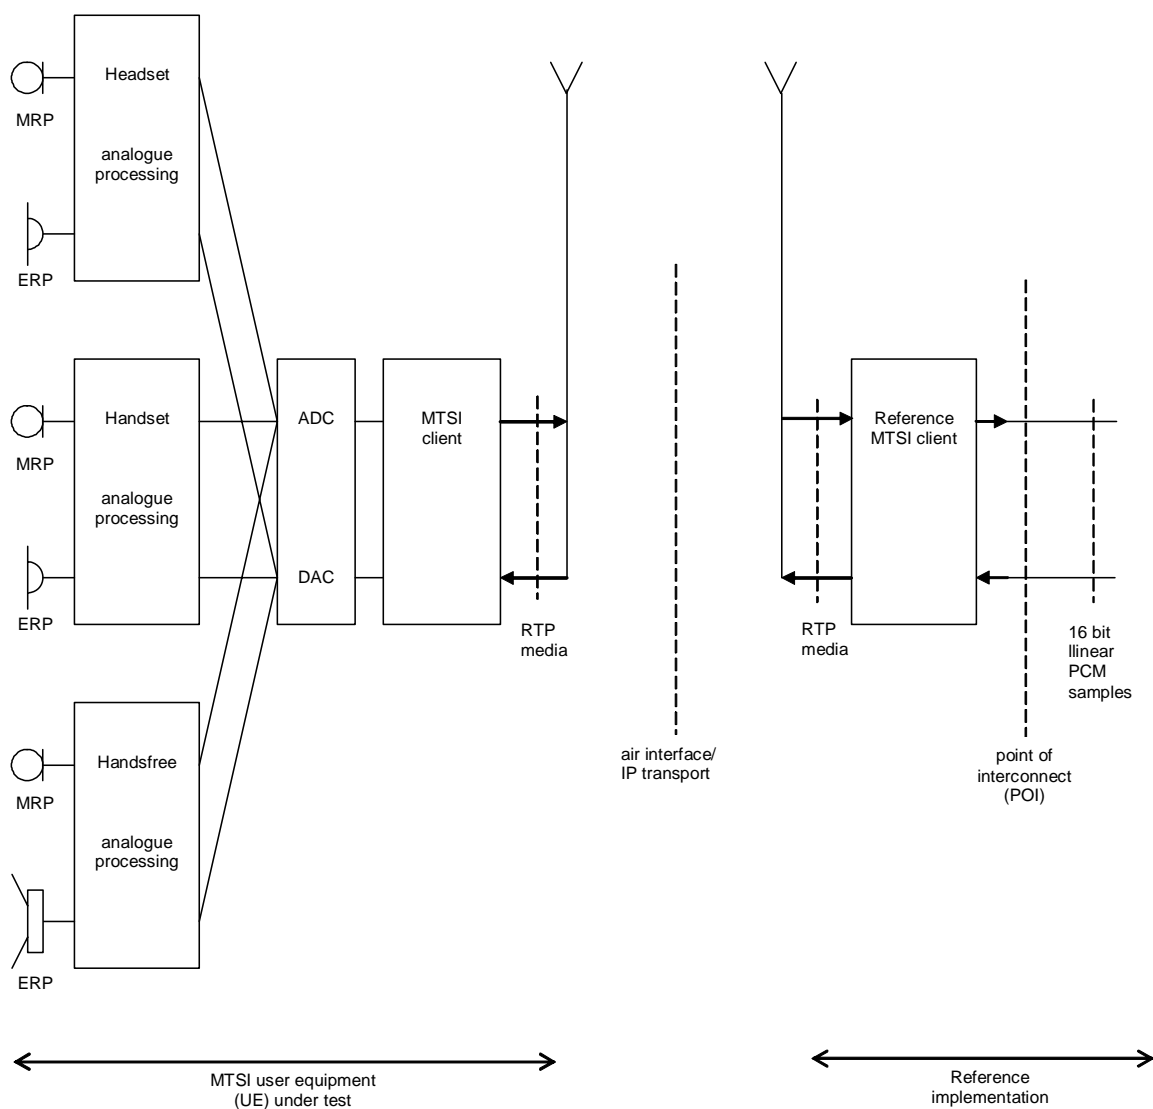 Headset
MRP
analogue
processing
ERP
Handset
MRP
analogue
processing
ERP
Handsfree
MRP
analogue
processing
ERP
ADC
DAC
MTSI
client
RTP
media
air interface/
IP transport
RTP
media
Reference
MTSI client
16 bit
llinear
PCM
samples
point of
interconnect
(POI)
MTSI user equipment
(UE) under test
Reference
implementation